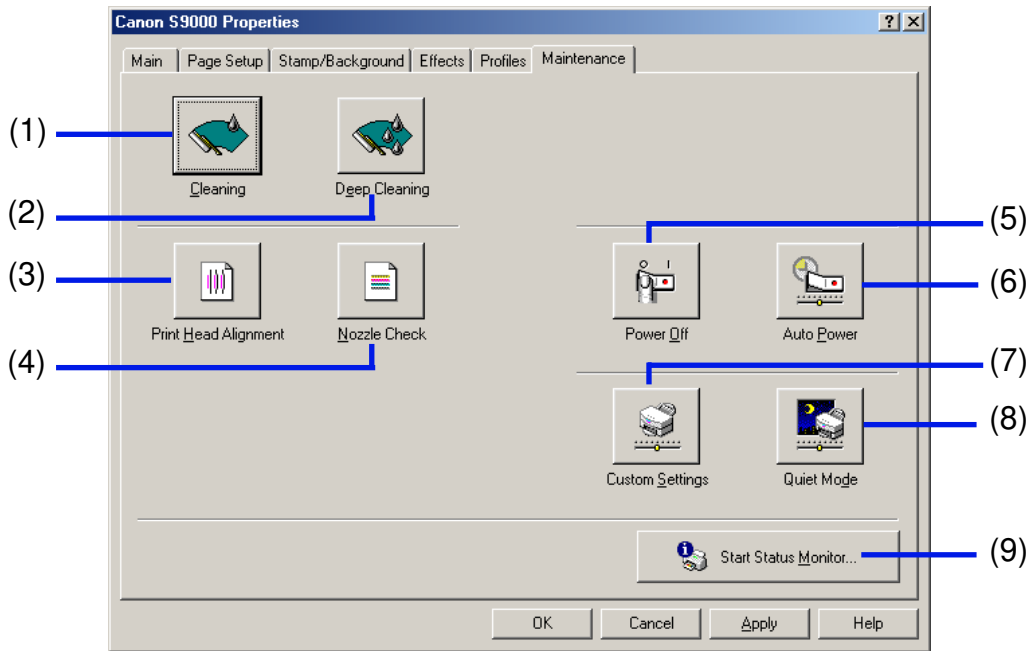 Canon S9000 Properties
Main Page Setup Stamp/Background Effects Profiles Maintenance
(1)
Cleaning Deep Cleaning
(2)
(5)
(3)
(6)
Print Head Alignment Nozzle Check Power Off Auto Power
(4)
(7)
(8)
Custom Settings Quiet Mode
(9)
Start Status Monitor...
OK Cancel Apply Help